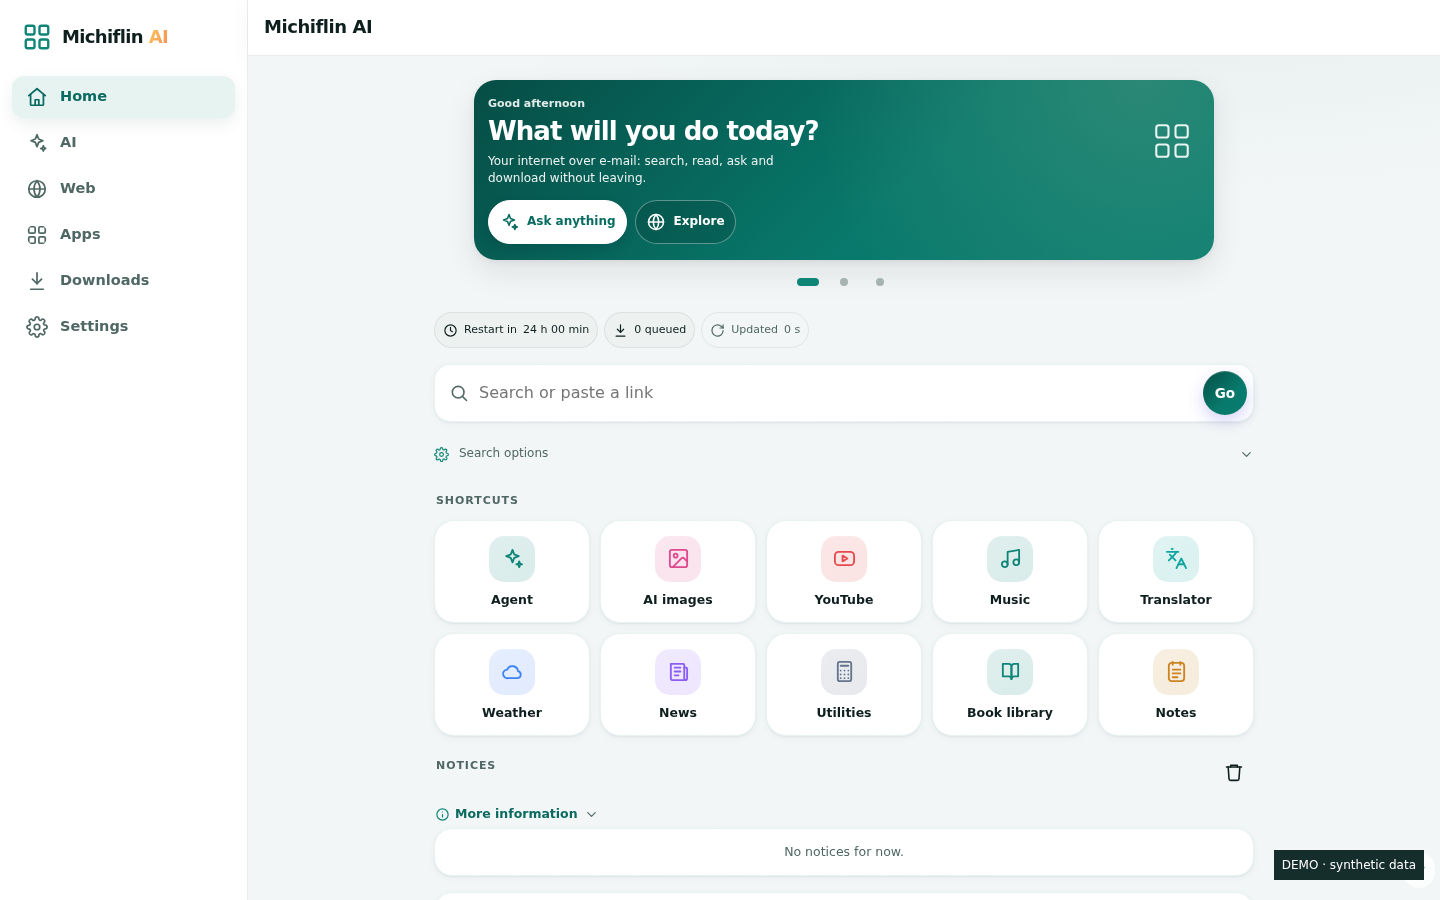 Michiflin AI
Home
AI
Web
Apps
Downloads
Settings
Michiflin AI
Good afternoon
What will you do today?
Your internet over e-mail: search, read, ask and
download without leaving.
Ask anything
Explore
Restart in 24 h 00 min
0 queued
Updated 0 s
Search or paste a link
Go
Search options
SHORTCUTS
Agent
AI images
YouTube
Music
Translator
Weather
News
Utilities
Book library
Notes
NOTICES
More information
No notices for now.
DEMO · synthetic data